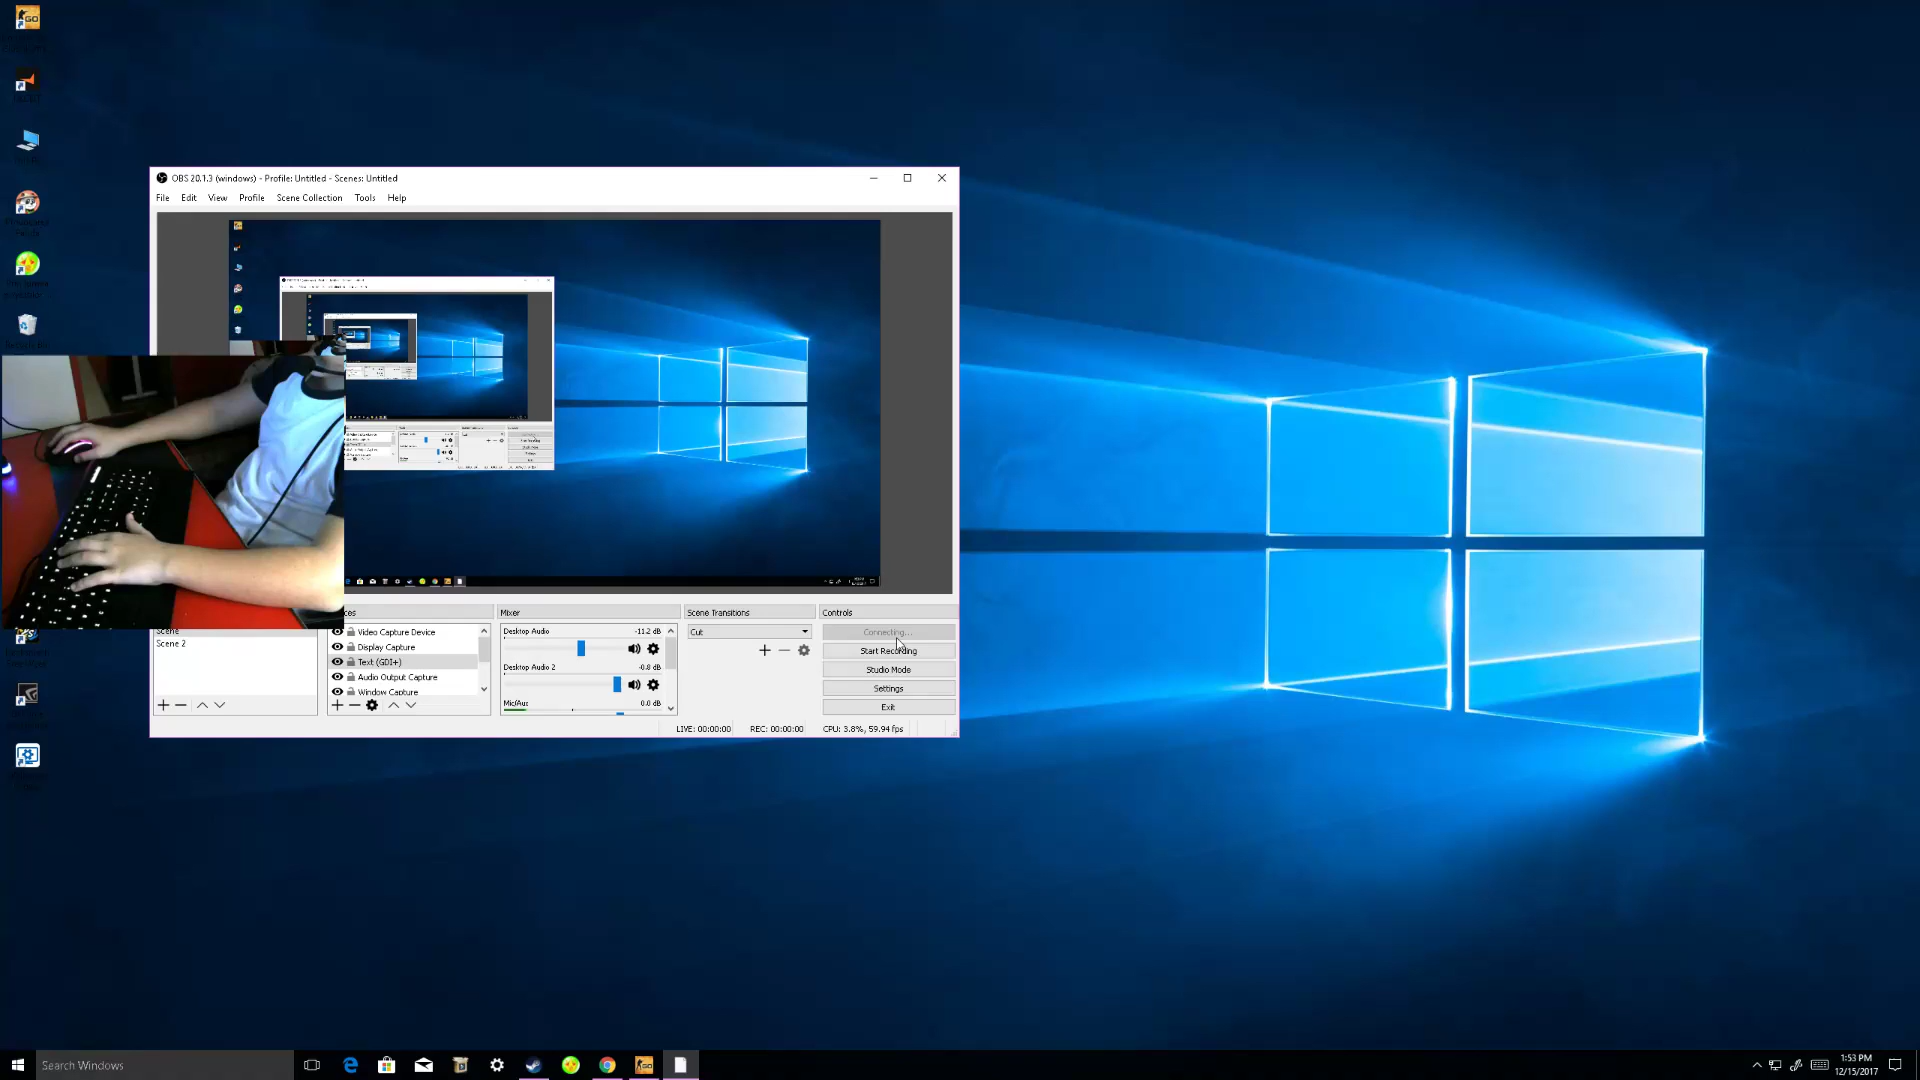 GO
OBS 20.1.3 (windows) - Profile: Untitled - Scenes: Untitled
File Edit View Profile Scene Collection Tools Help
Mixer
Scene Transitions
Controls
Scene
Scene 2
Video Capture Device
Display Capture
Text (GDI+)
Audio Output Capture
Window Capture
Desktop Audio -11.2 dB
Desktop Audio 2 -0.8 dB
Mic/Aux 0.0 dB
Cut
Connecting...
Start Recording
Studio Mode
Settings
Exit
LIVE: 00:00:00 REC: 00:00:00 CPU: 3.8%, 59.94 fps
Search Windows
GO
1:53 PM
12/15/2017